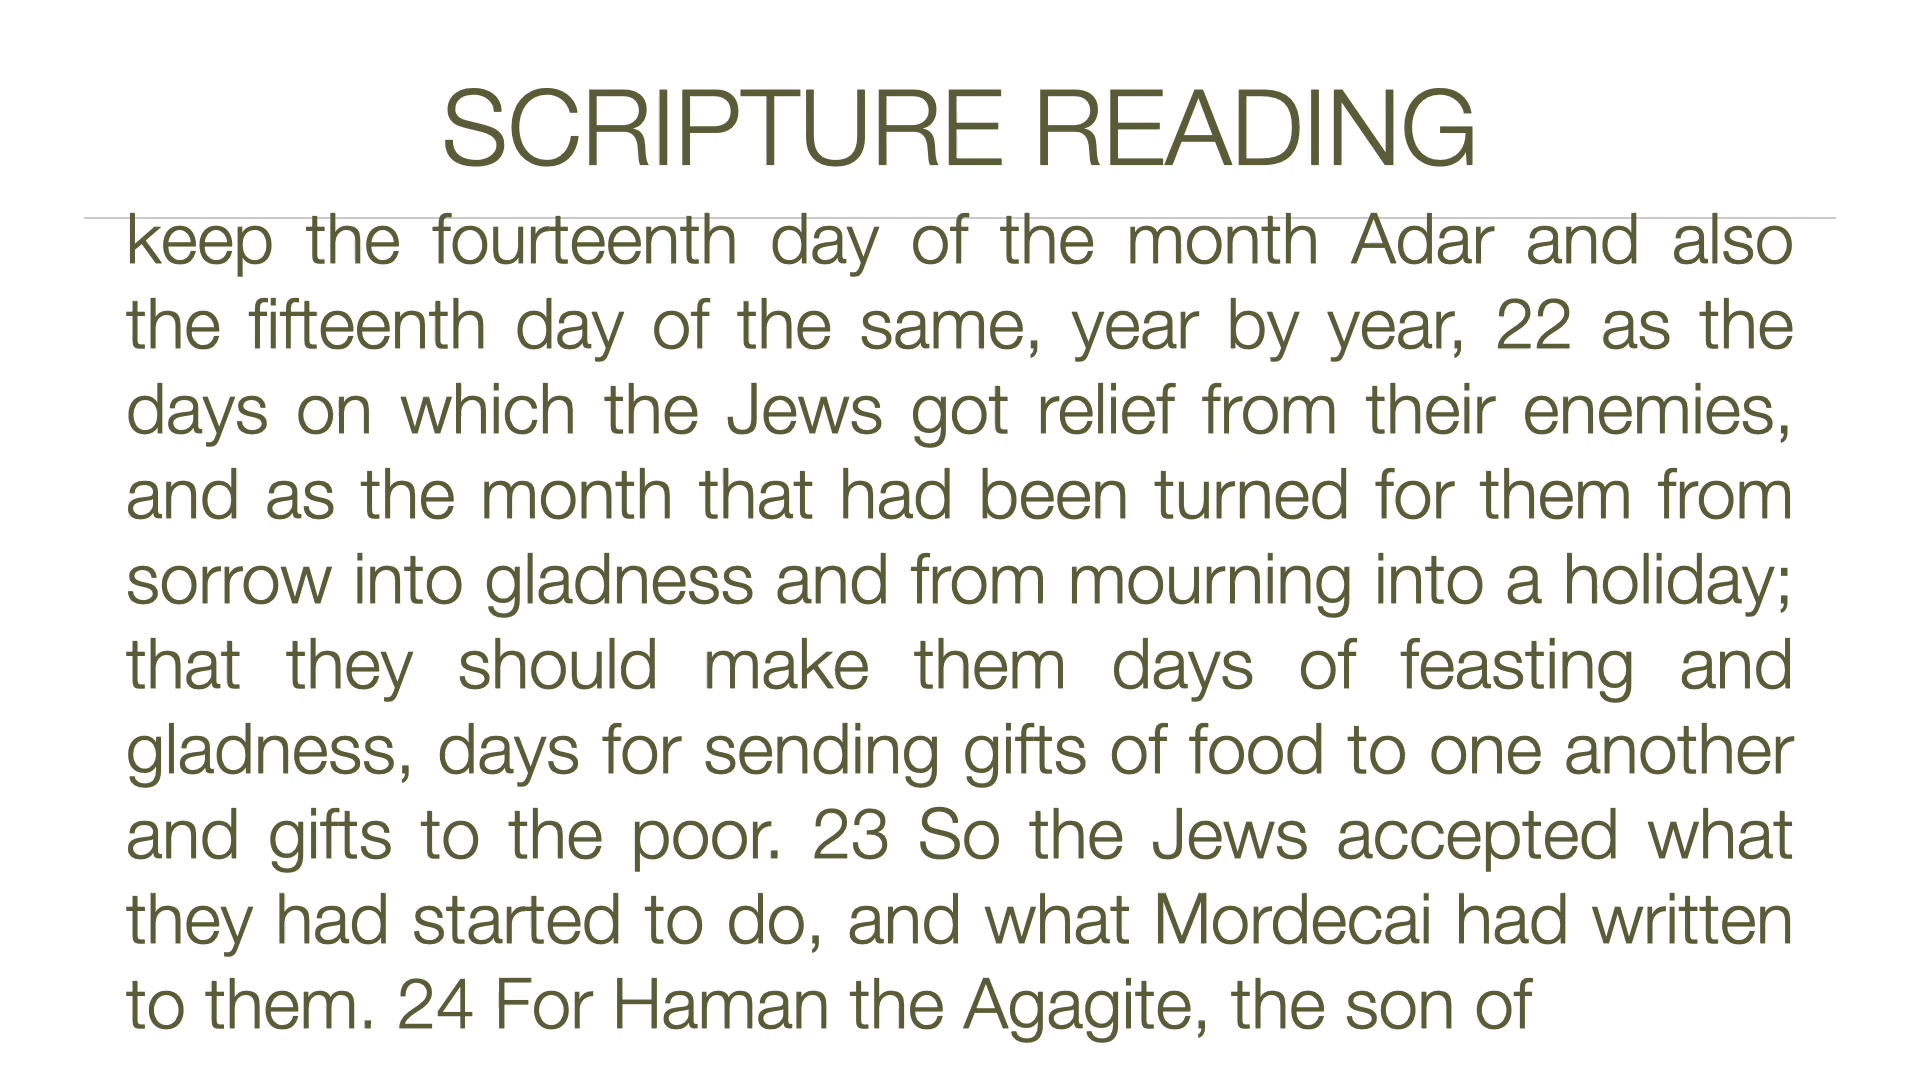 SCRIPTURE READING
keep the fourteenth day of the month Adar and also
the fifteenth day of the same, year by year, 22 as the
days on which the Jews got relief from their enemies,
and as the month that had been turned for them from
sorrow into gladness and from mourning into a holiday;
that they should make them days of feasting and
gladness, days for sending gifts of food to one another
and gifts to the poor. 23 So the Jews accepted what
they had started to do, and what Mordecai had written
to them. 24 For Haman the Agagite, the son of